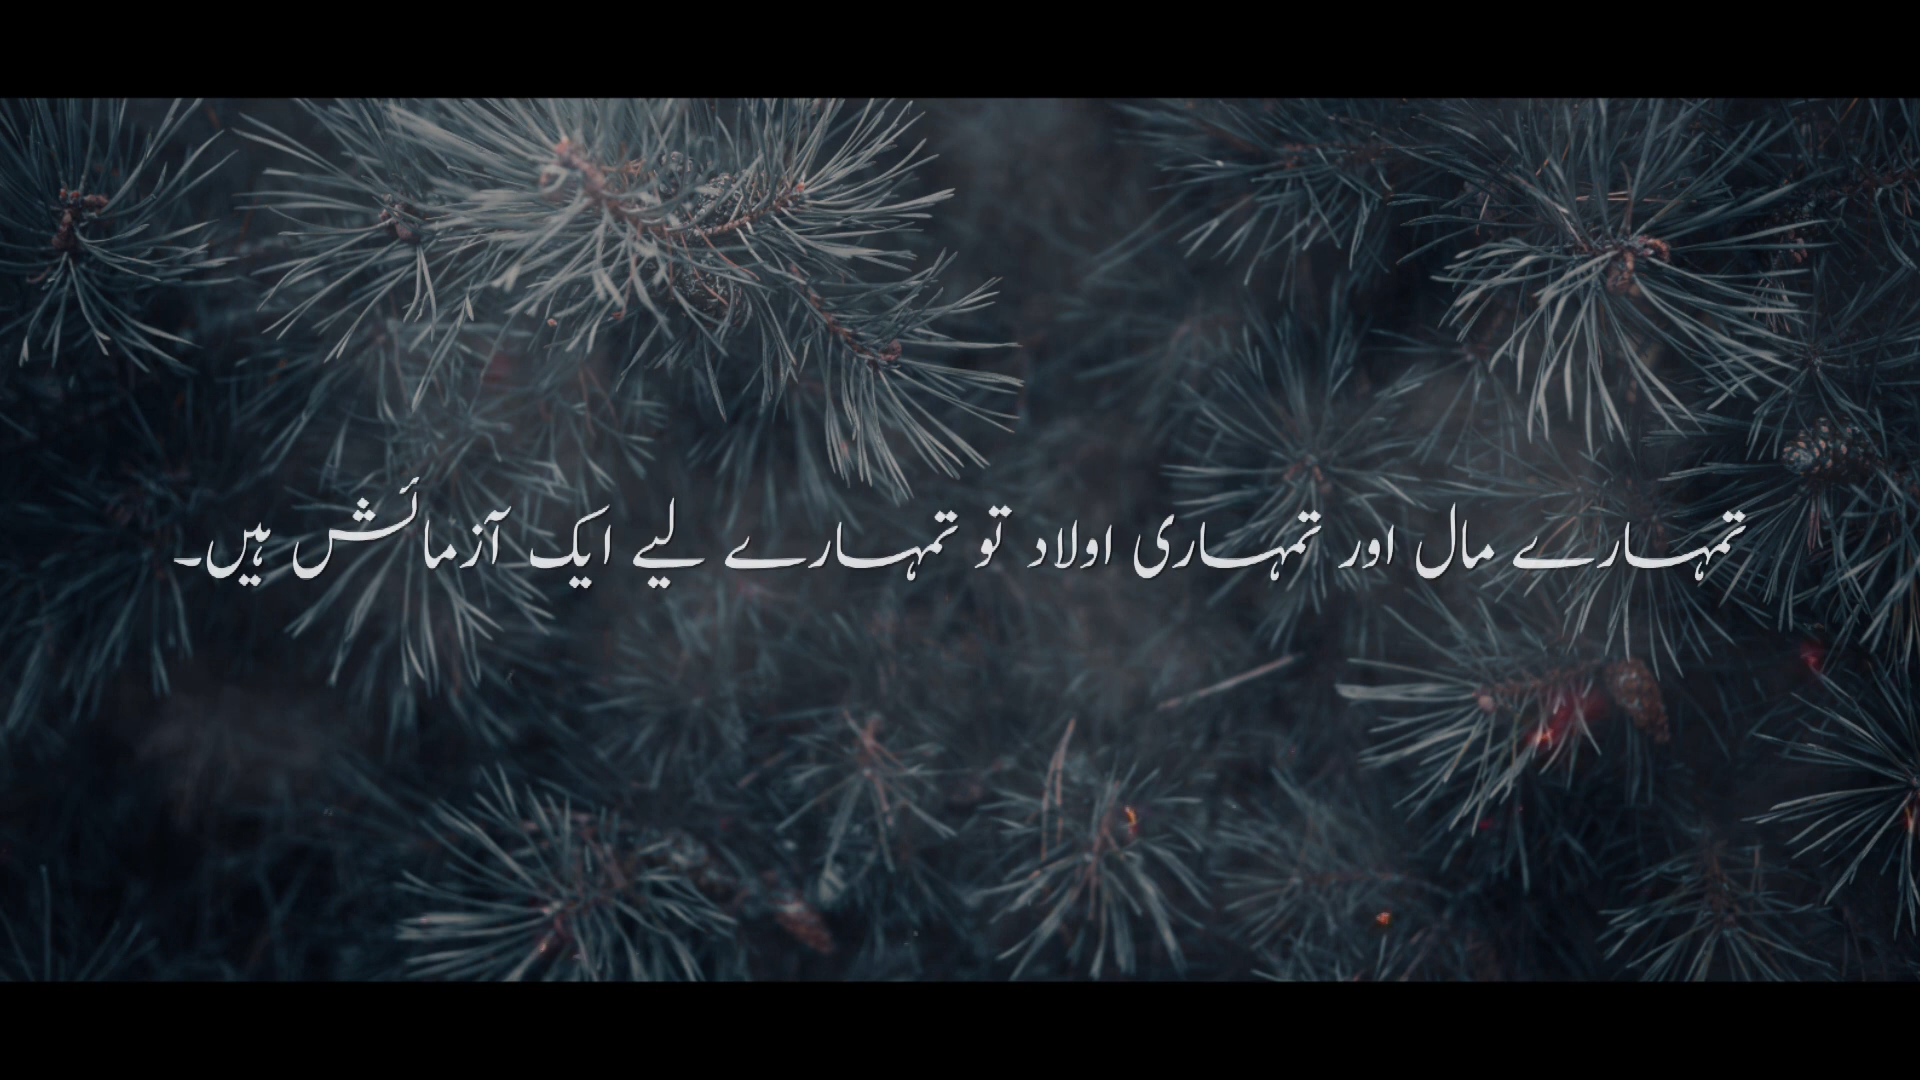 تمہارے مال اور تمہاری اولاد تو تمہارے لیے ایک آزمائش ہیں۔